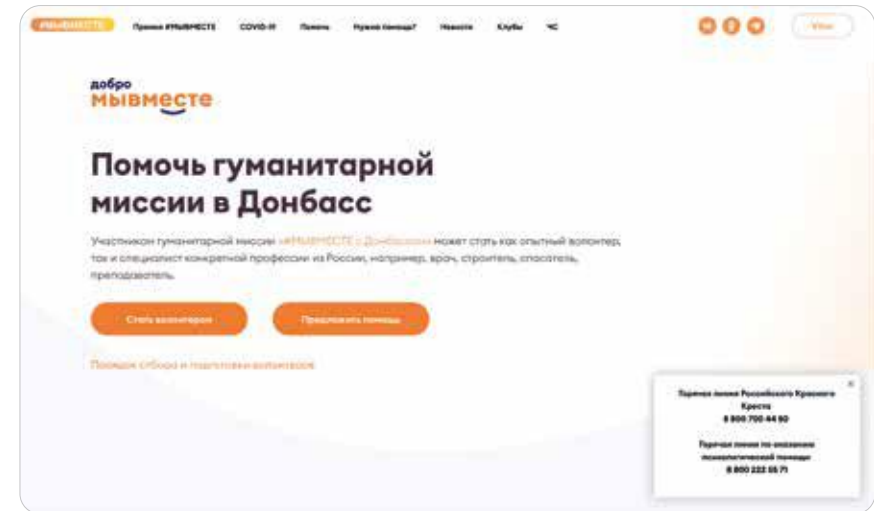 #МЫВМЕСТЕ Премия #МЫВМЕСТЕ COVID-19 Помочь Нужна помощь? Новости Клубы ЧС
добро
мывместе
Помочь гуманитарной
миссии в Донбасс
Участником гуманитарной миссии «#МЫВМЕСТЕ с Донбассом» может стать как опытный волонтер,
так и специалист конкретной профессии из России, например, врач, строитель, спасатель,
преподаватель.
Стать волонтером Предложить помощь
Порядок отбора и подготовки волонтеров
Горячая линия Российского Красного
Креста
8 800 700 44 50
Горячая линия по оказанию
психологической помощи
8 800 222 55 71